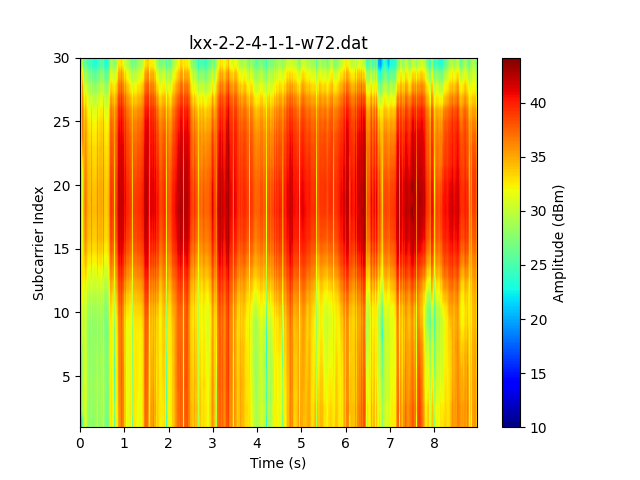 lxx-2-2-4-1-1-w72.dat
30
25
20
15
10
5
Subcarrier Index
0 1 2 3 4 5 6 7 8
Time (s)
40
35
30
25
20
15
10
Amplitude (dBm)